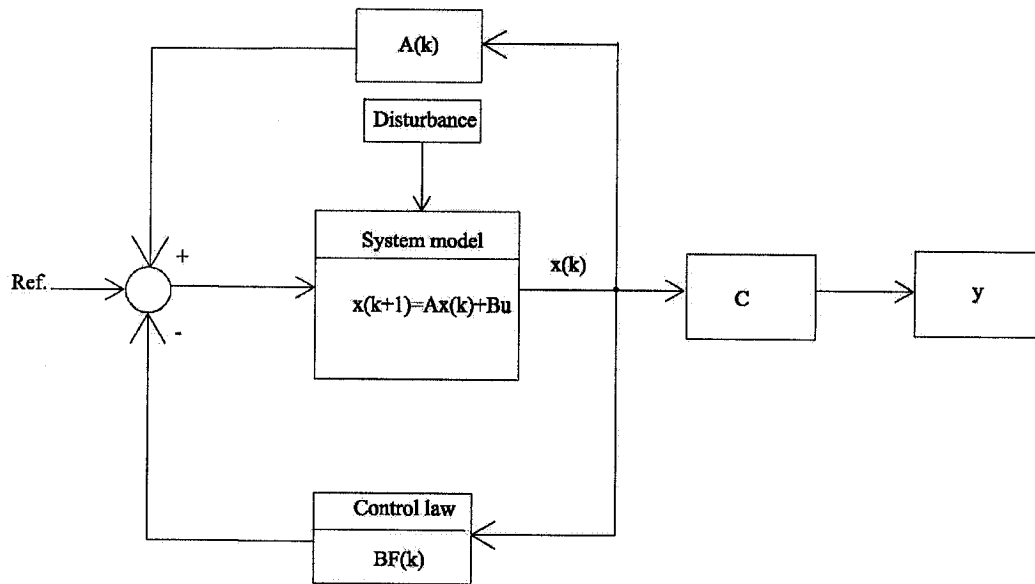 A(k)
Disturbance
System model
+
x(k)
Ref.
x(k+1)=Ax(k)+Bu
C
y
-
Control law
BF(k)